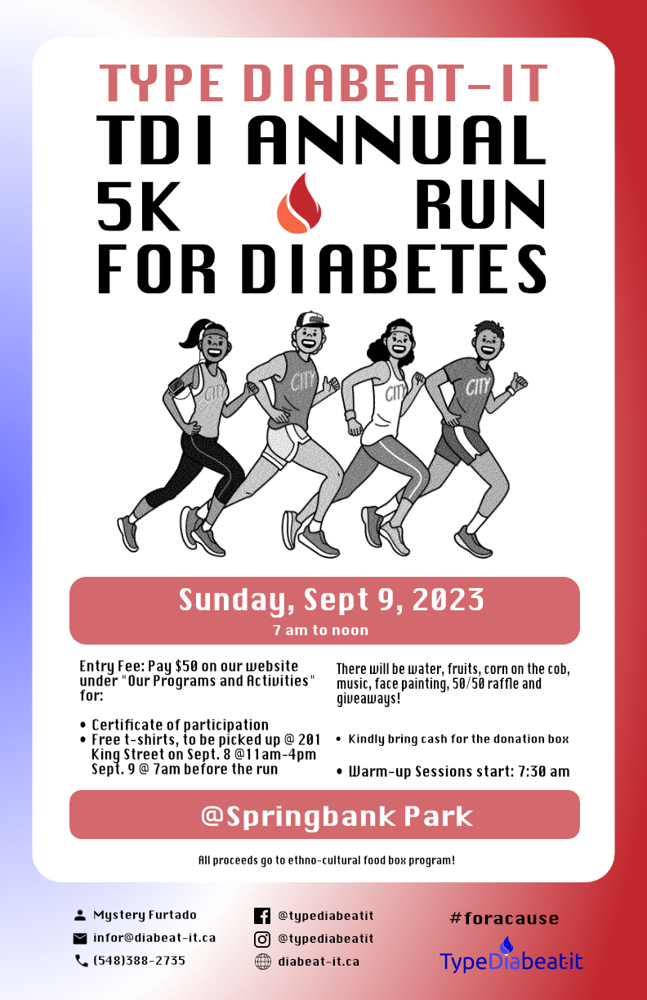 TYPE DIABEAT-IT
TDI ANNUAL
5K RUN
FOR DIABETES
CITY CITY CITY CITY
Sunday, Sept 9, 2023
7 am to noon
Entry Fee: Pay $50 on our website
under "Our Programs and Activities"
for:
• Certificate of participation
• Free t-shirts, to be picked up @ 201
King Street on Sept. 8 @11am-4pm
Sept. 9 @ 7am before the run
There will be water, fruits, corn on the cob,
music, face painting, 50/50 raffle and
giveaways!
• Kindly bring cash for the donation box
• Warm-up Sessions start: 7:30 am
@Springbank Park
All proceeds go to ethno-cultural food box program!
Mystery Furtado
infor@diabeat-it.ca
(548)388-2735
@typediabeatit
@typediabeatit
diabeat-it.ca
#foracause
TypeDiabeat-it